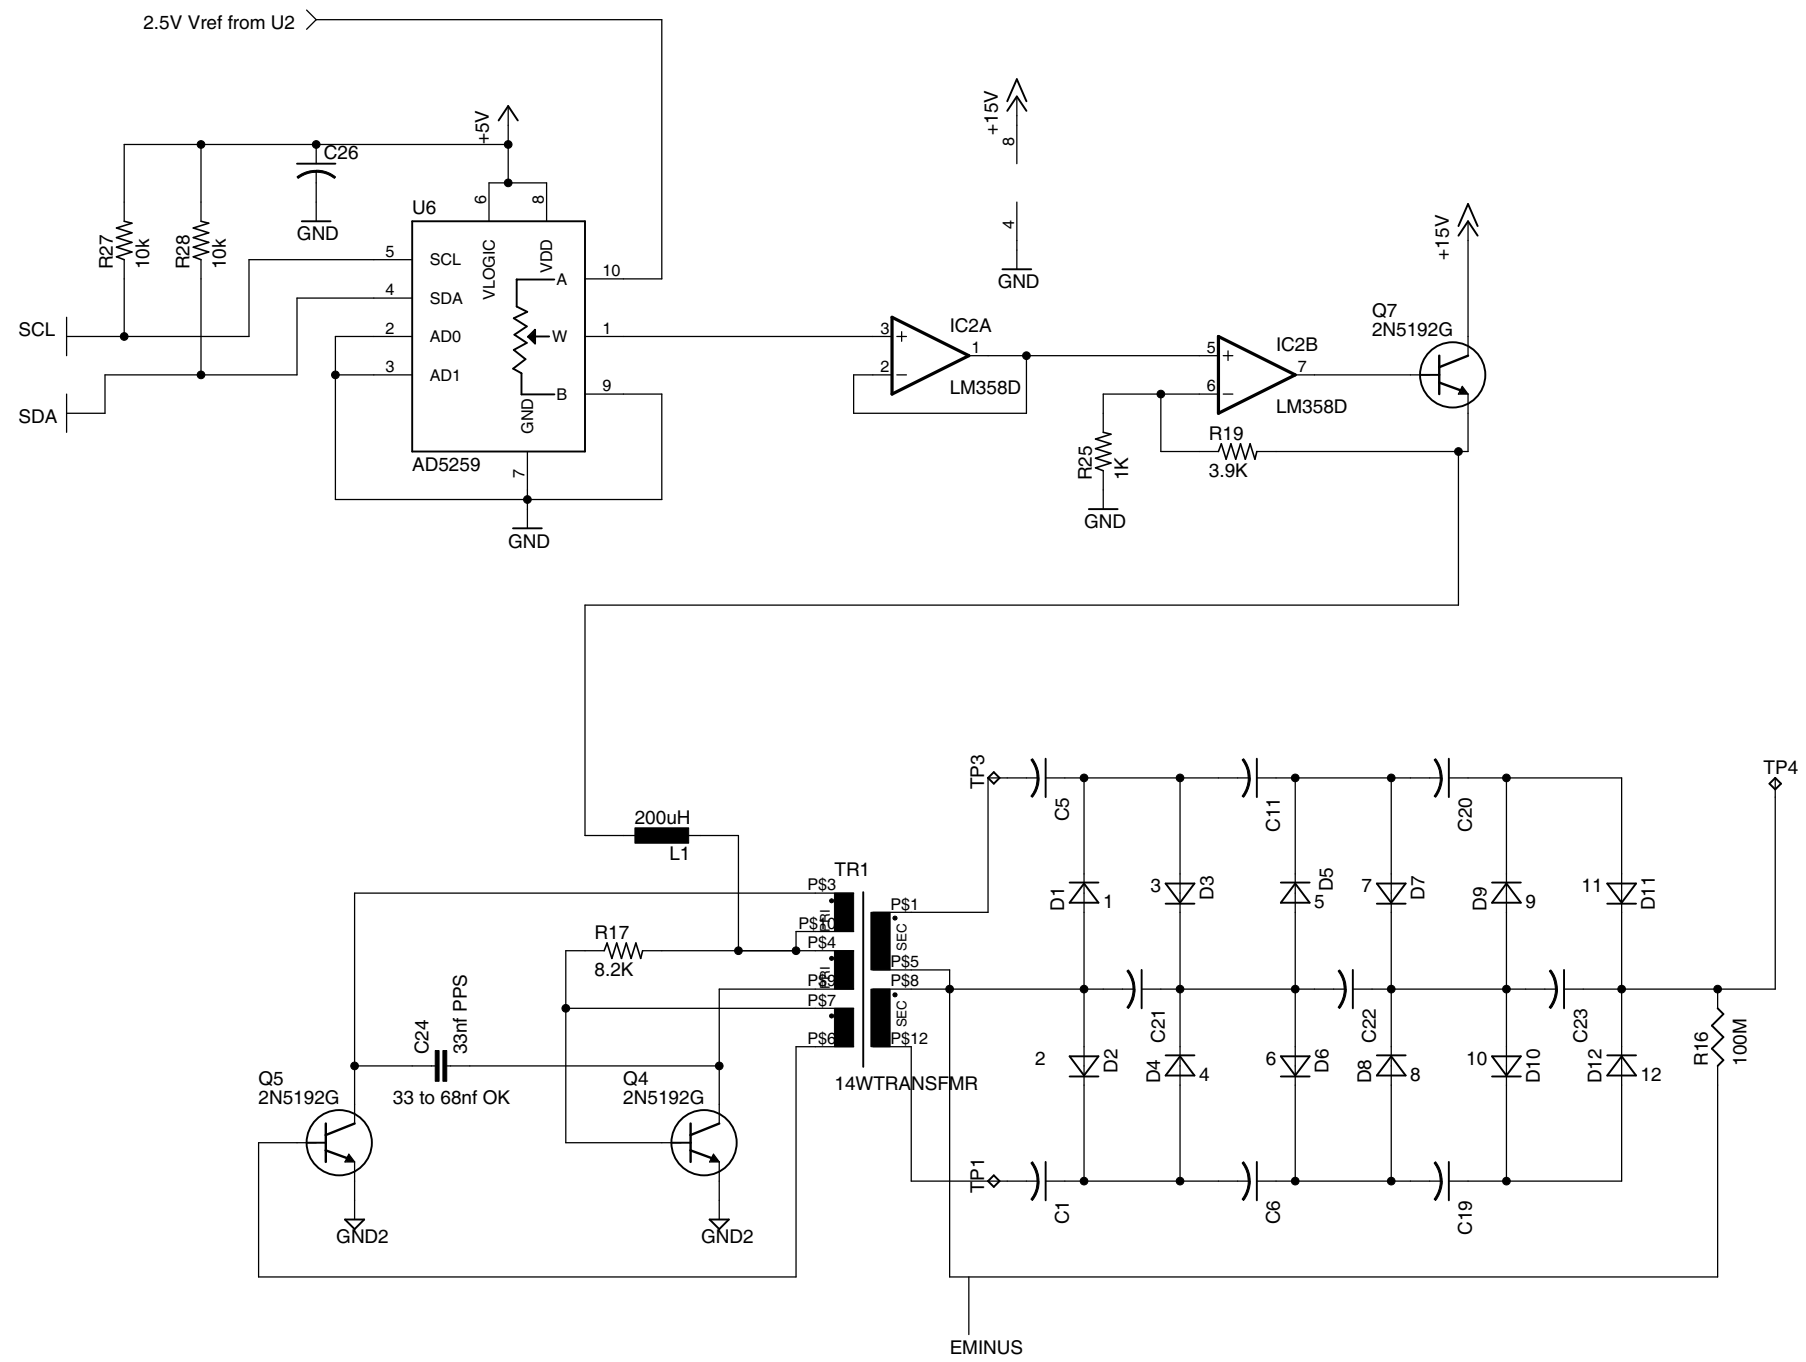 2.5V Vref from U2
+5V
C26
GND
R27
10k
R28
10k
SCL
SDA
U6
6
8
VLOGIC
VDD
5
SCL
4
SDA
2
AD0
3
AD1
A
10
W
1
B
9
GND
7
AD5259
GND
+15V
8
4
GND
3
2
1
IC2A
LM358D
5
6
7
IC2B
LM358D
R25
1K
GND
R19
3.9K
Q7
2N5192G
+15V
200uH
L1
TR1
P$3
P$10
P$4
P$9
P$7
P$6
PRI
PRI
P$1
SEC
P$5
P$8
SEC
P$12
14WTRANSFMR
R17
8.2K
C24
33nf PPS
33 to 68nf OK
Q5
2N5192G
GND2
Q4
2N5192G
GND2
TP3
C5
C11
C20
TP4
D1
1
3
D3
D5
5
7
D7
D9
9
11
D11
C21
C22
C23
R16
100M
2
D2
D4
4
6
D6
D8
8
10
D10
D12
12
TP1
C1
C6
C19
EMINUS